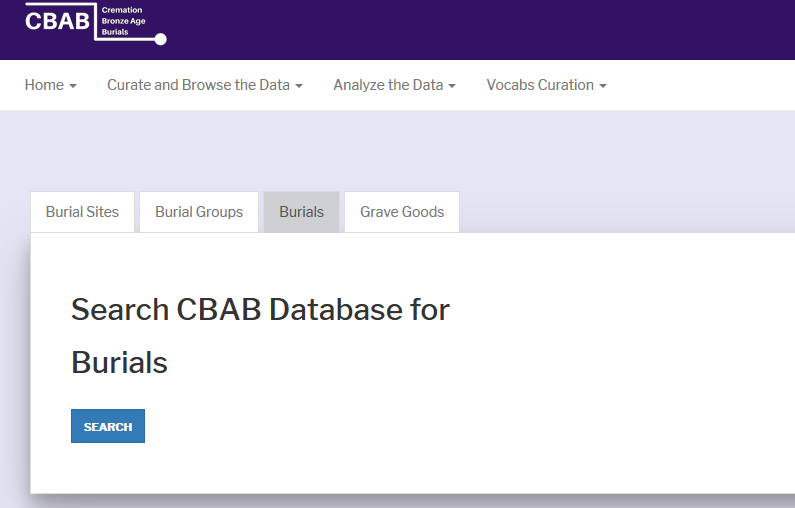 CBAB
Cremation
Bronze Age
Burials
Home Curate and Browse the Data Analyze the Data Vocabs Curation
Burial Sites Burial Groups Burials Grave Goods
Search CBAB Database for
Burials
SEARCH